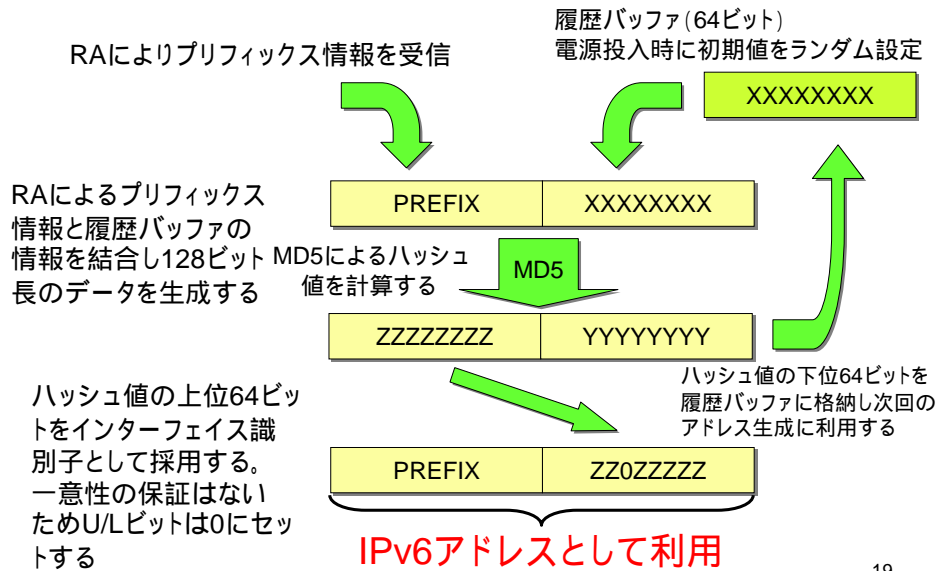 RAによりプリフィックス情報を受信
履歴バッファ(64ビット)
電源投入時に初期値をランダム設定
XXXXXXXX
RAによるプリフィックス
情報と履歴バッファの
情報を結合し128ビット
長のデータを生成する
PREFIX
XXXXXXXX
MD5によるハッシュ
値を計算する
MD5
ZZZZZZZZ
YYYYYYYY
ハッシュ値の下位64ビットを
履歴バッファに格納し次回の
アドレス生成に利用する
ハッシュ値の上位64ビッ
トをインターフェイス識
別子として採用する。
一意性の保証はない
ためU/Lビットは0にセッ
トする
PREFIX
ZZ0ZZZZZ
IPv6アドレスとして利用
19